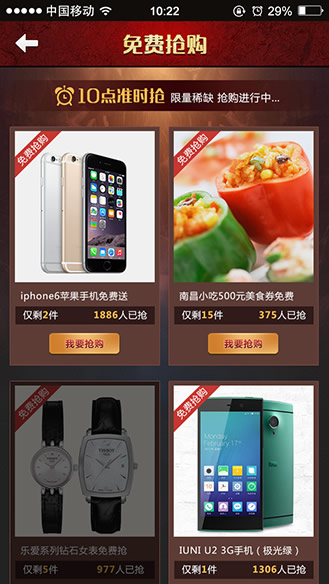 中国移动 10:22 29%
免费抢购
10点准时抢 限量稀缺 抢购进行中...
免费抢购
iphone6苹果手机免费送
仅剩2件 1886人已抢
我要抢购
免费抢购
南昌小吃500元美食券免费
仅剩15件 375人已抢
我要抢购
免费抢购
TISSOT
乐爱系列钻石女表免费抢
仅剩5件 977人已抢
免费抢购
Monday
February 17th
IUNI U2 3G手机（极光绿）
仅剩1件 1306人已抢